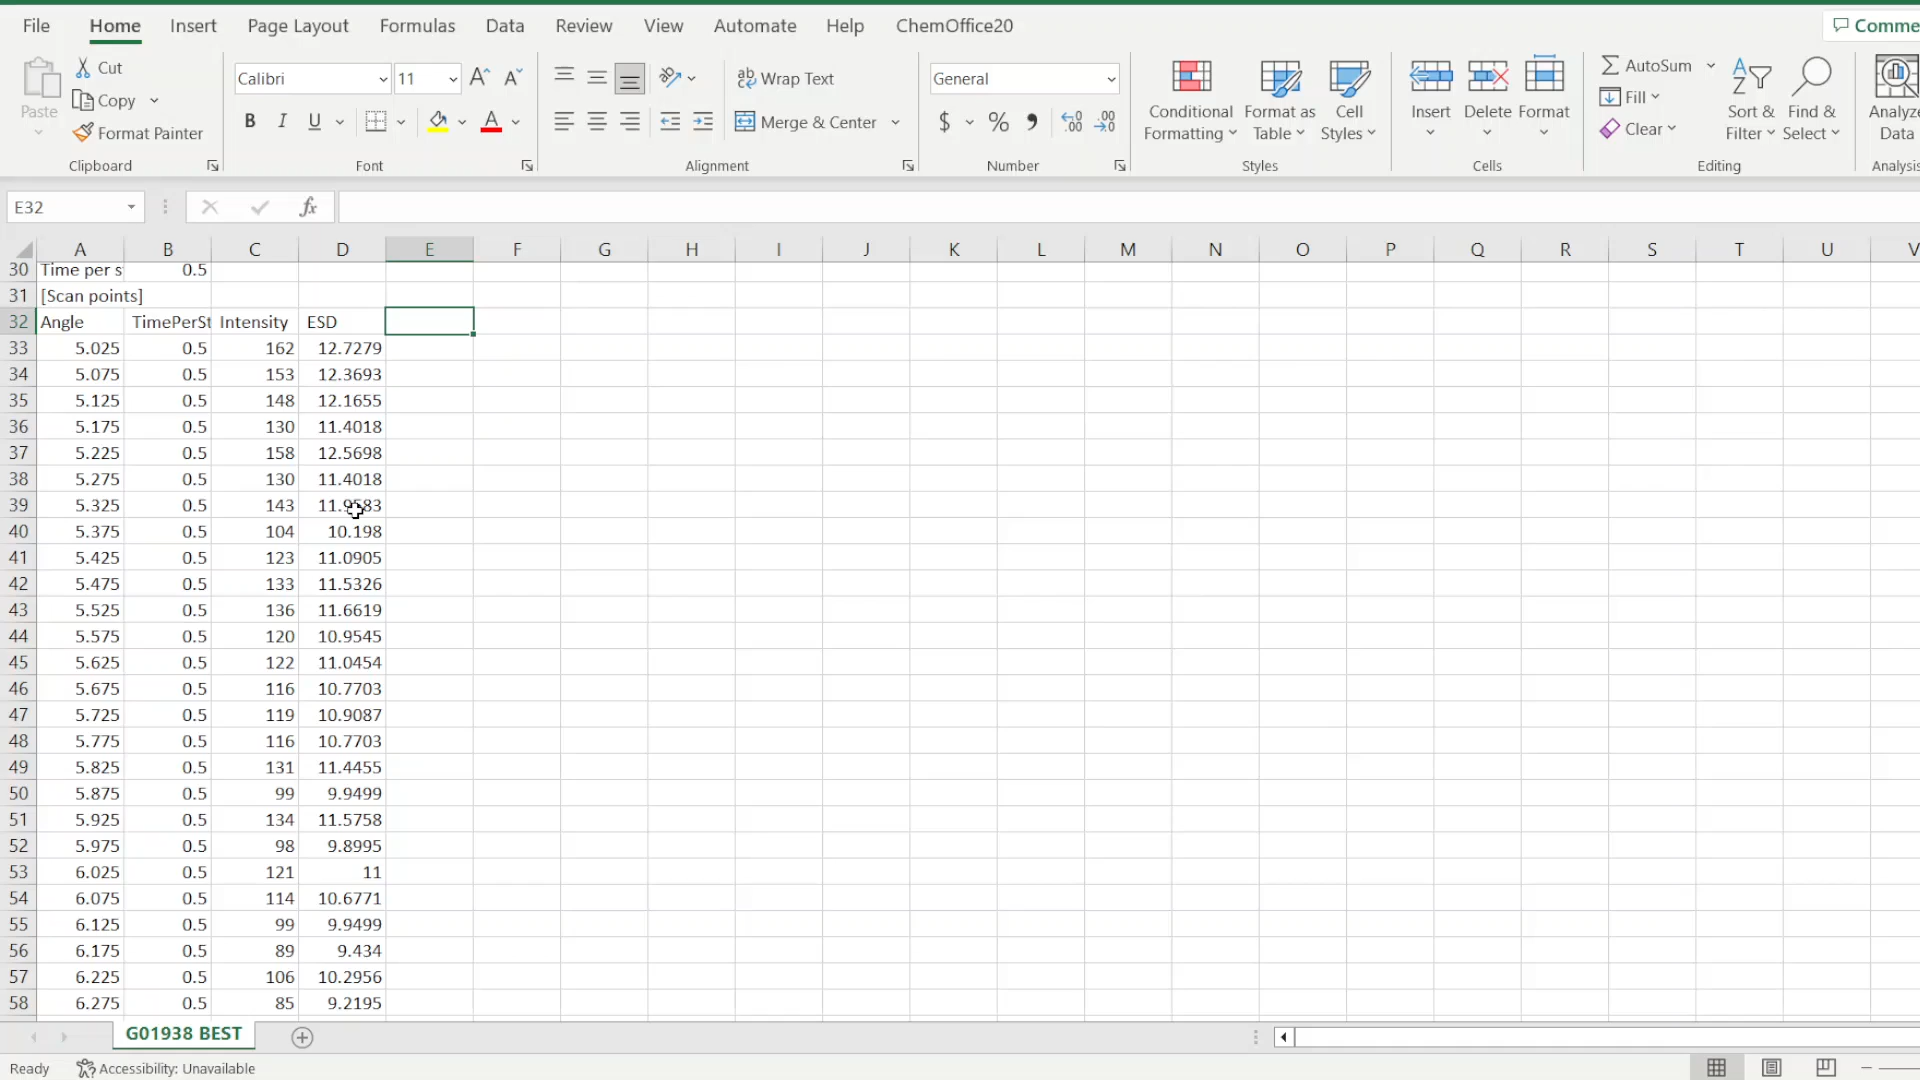 File Home Insert Page Layout Formulas Data Review View Automate Help ChemOffice20 Comme
Paste Cut Copy Format Painter Clipboard
Calibri 11 A^ A˅ B I U A Font
ab Wrap Text Merge & Center Alignment
General $ % 9 .00 .00 Number
Conditional Formatting Format as Table Cell Styles Styles
Insert Delete Format Cells
AutoSum Fill Clear Sort & Filter Find & Select Editing
Analyze Data Analysis
E32 fx
A B C D E F G H I J K L M N O P Q R S T U V
30 Time per s 0.5
31 [Scan points]
32 Angle TimePerSt Intensity ESD
33 5.025 0.5 162 12.7279
34 5.075 0.5 153 12.3693
35 5.125 0.5 148 12.1655
36 5.175 0.5 130 11.4018
37 5.225 0.5 158 12.5698
38 5.275 0.5 130 11.4018
39 5.325 0.5 143 11.9583
40 5.375 0.5 104 10.198
41 5.425 0.5 123 11.0905
42 5.475 0.5 133 11.5326
43 5.525 0.5 136 11.6619
44 5.575 0.5 120 10.9545
45 5.625 0.5 122 11.0454
46 5.675 0.5 116 10.7703
47 5.725 0.5 119 10.9087
48 5.775 0.5 116 10.7703
49 5.825 0.5 131 11.4455
50 5.875 0.5 99 9.9499
51 5.925 0.5 134 11.5758
52 5.975 0.5 98 9.8995
53 6.025 0.5 121 11
54 6.075 0.5 114 10.6771
55 6.125 0.5 99 9.9499
56 6.175 0.5 89 9.434
57 6.225 0.5 106 10.2956
58 6.275 0.5 85 9.2195
G01938 BEST
Ready Accessibility: Unavailable